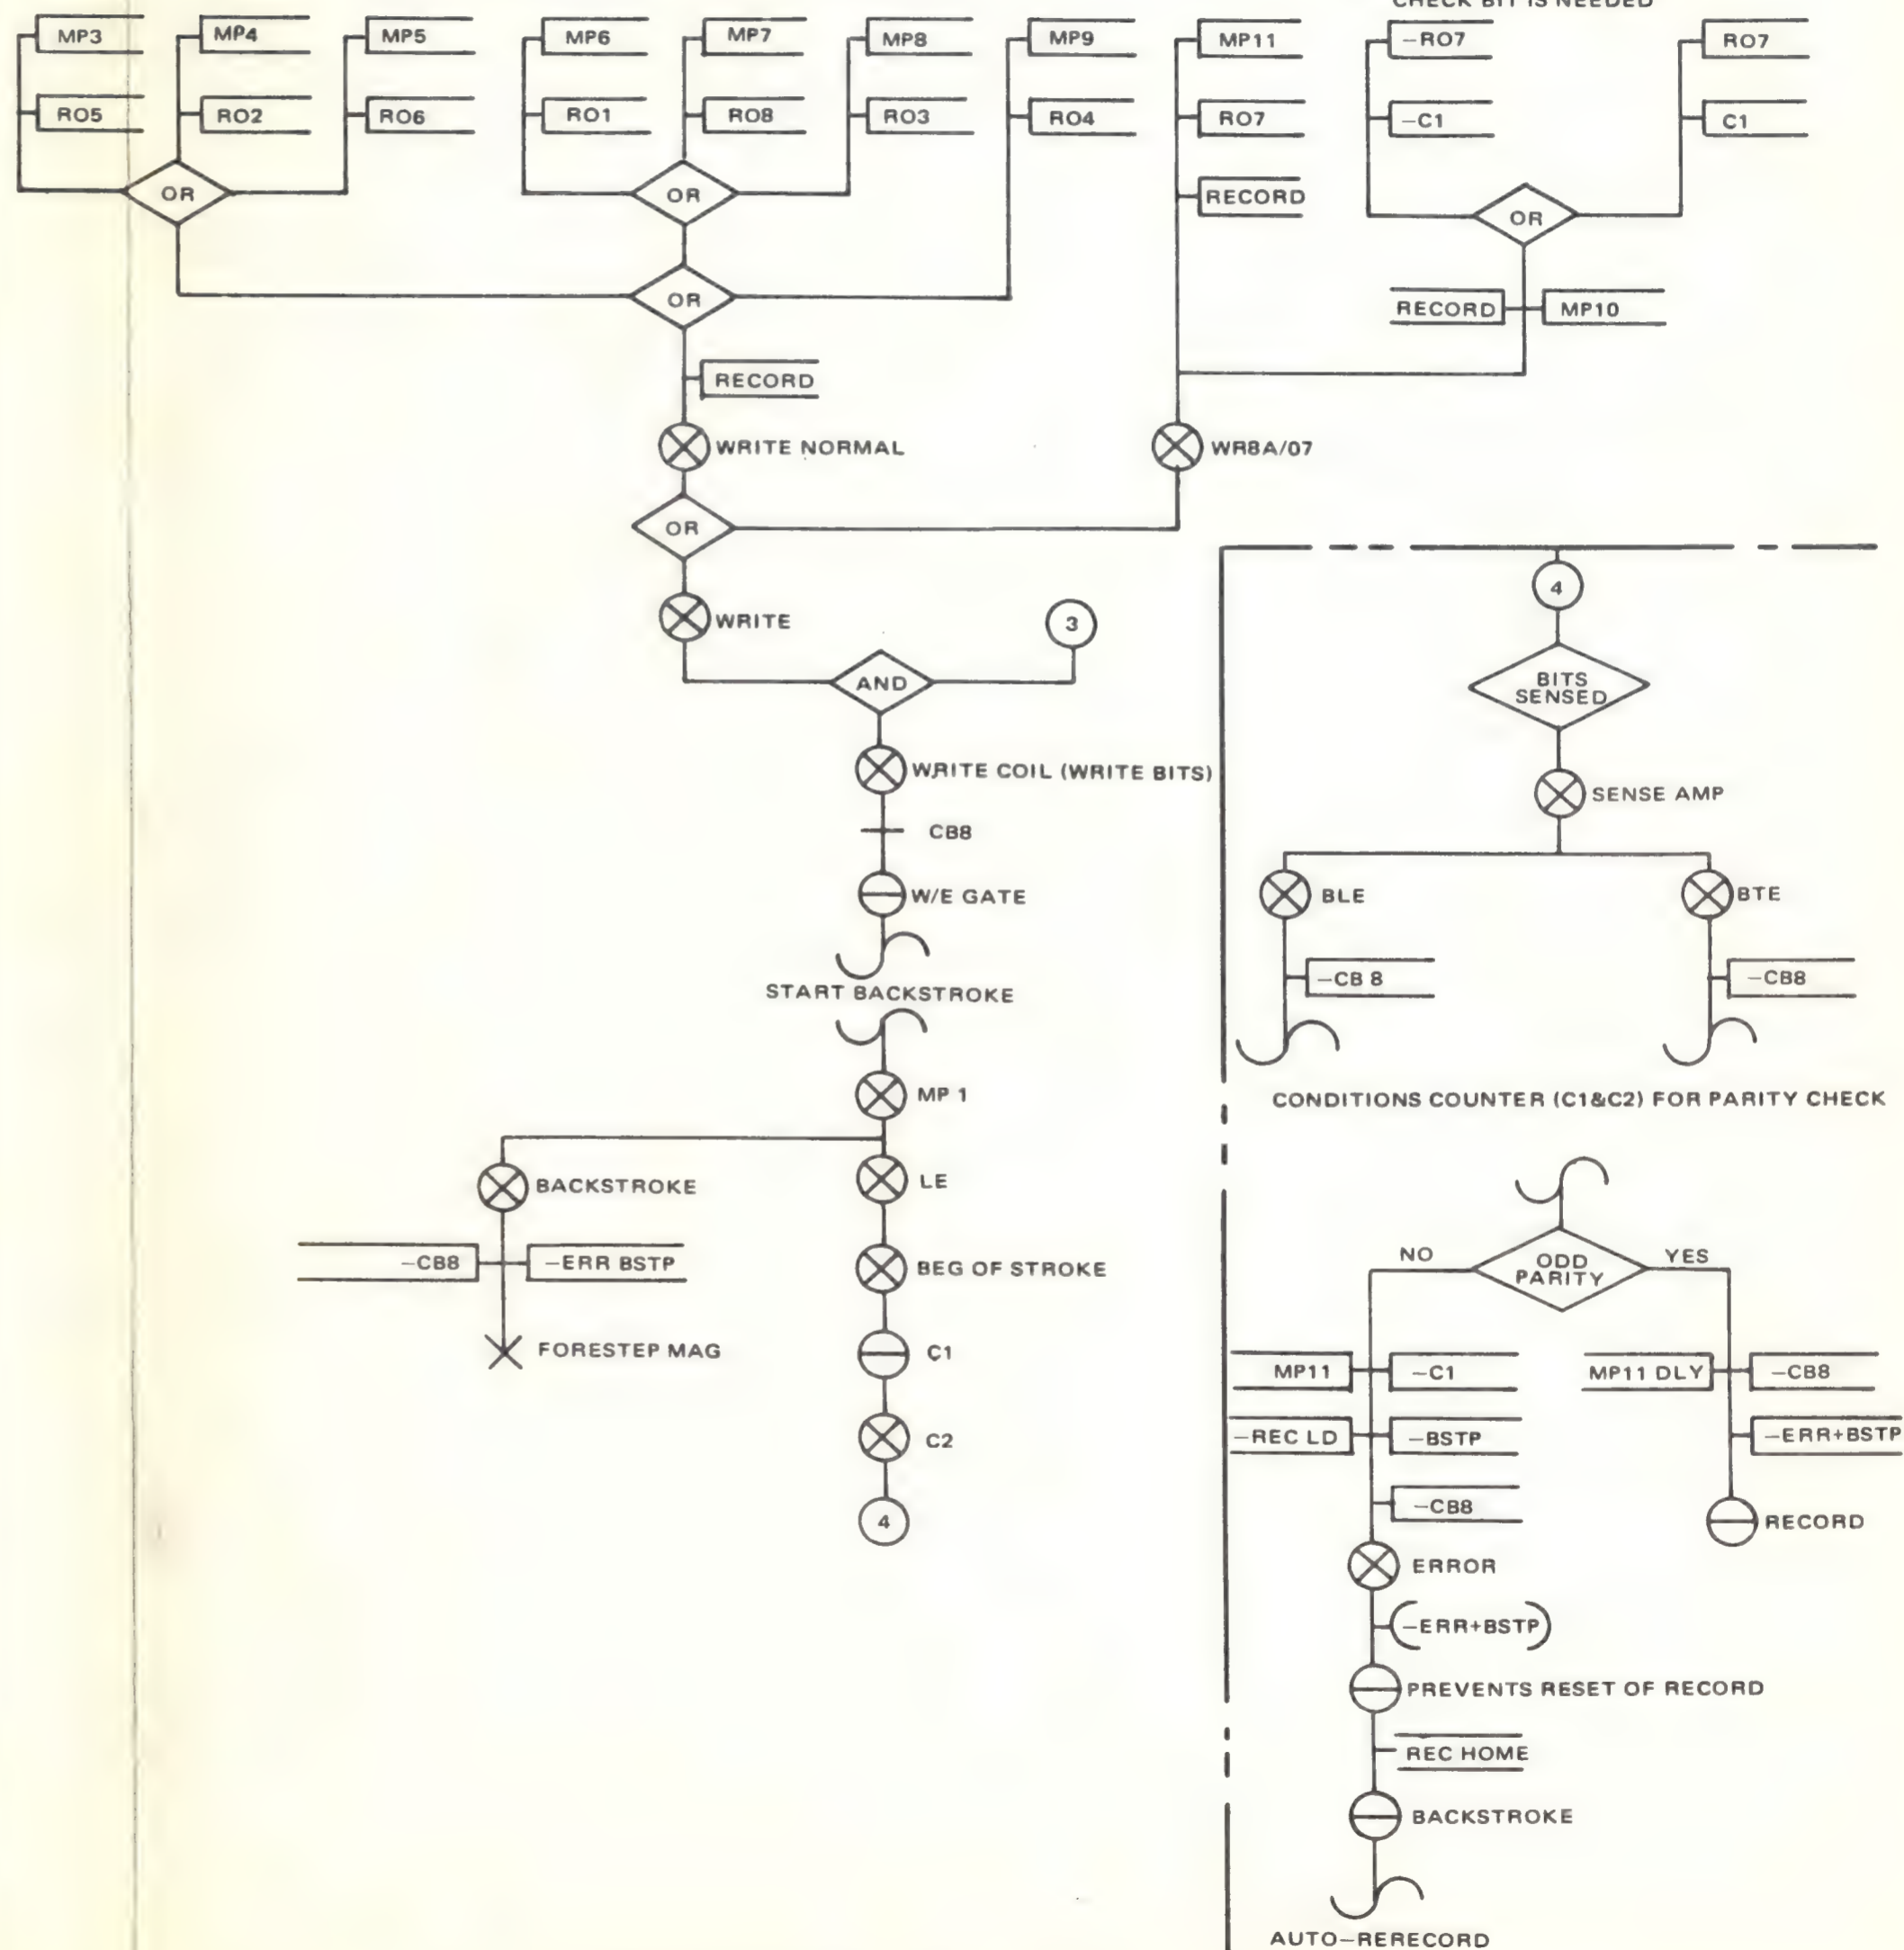 CHECK BIT IS NEEDED
MP3
MP4
MP5
MP6
MP7
MP8
MP9
MP11
−RO7
RO7
RO5
RO2
RO6
RO1
RO8
RO3
RO4
RO7
−C1
C1
OR
OR
RECORD
OR
OR
RECORD
MP10
RECORD
WRITE NORMAL
WR8A/07
OR
WRITE
3
AND
WRITE COIL (WRITE BITS)
CB8
W/E GATE
START BACKSTROKE
MP 1
BACKSTROKE
LE
−CB8
−ERR BSTP
BEG OF STROKE
FORESTEP MAG
C1
C2
4
4
BITS
SENSED
SENSE AMP
BLE
BTE
−CB 8
−CB8
CONDITIONS COUNTER (C1&C2) FOR PARITY CHECK
NO
ODD
PARITY
YES
MP11
−C1
MP11 DLY
−CB8
−REC LD
−BSTP
−ERR+BSTP
−CB8
RECORD
ERROR
(−ERR+BSTP)
PREVENTS RESET OF RECORD
REC HOME
BACKSTROKE
AUTO−RERECORD